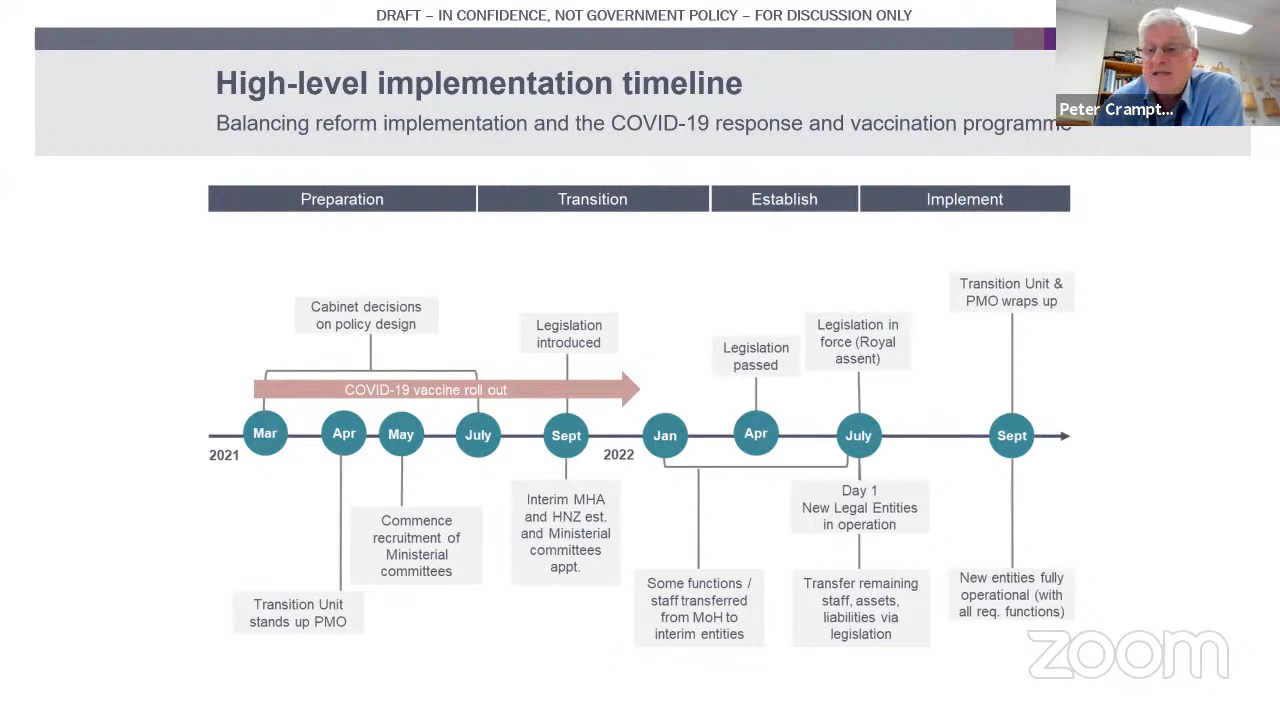 DRAFT – IN CONFIDENCE, NOT GOVERNMENT POLICY – FOR DISCUSSION ONLY
High-level implementation timeline
Balancing reform implementation and the COVID-19 response and vaccination programme
Peter Crampt...
Preparation
Transition
Establish
Implement
Cabinet decisions
on policy design
Legislation
introduced
Legislation
passed
Legislation in
force (Royal
assent)
Transition Unit &
PMO wraps up
COVID-19 vaccine roll out
Mar
Apr
May
July
Sept
Jan
Apr
July
Sept
2021
2022
Transition Unit
stands up PMO
Commence
recruitment of
Ministerial
committees
Interim MHA
and HNZ est.
and Ministerial
committees
appt.
Some functions /
staff transferred
from MoH to
interim entities
Day 1
New Legal Entities
in operation
Transfer remaining
staff, assets,
liabilities via
legislation
New entities fully
operational (with
all req. functions)
zoom